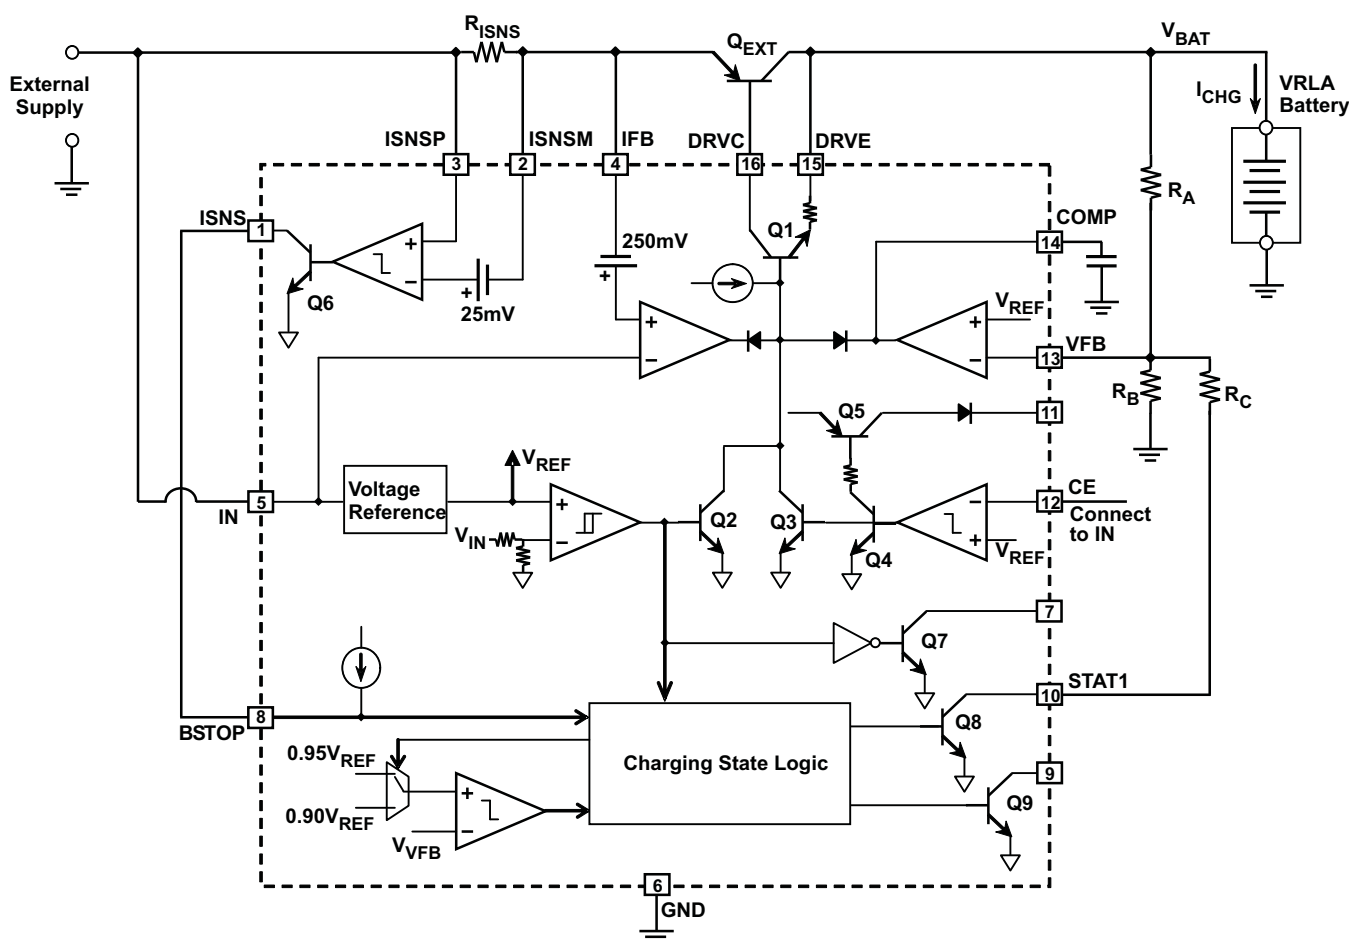 R_ISNS
Q_EXT
V_BAT
External
Supply
I_CHG
VRLA
Battery
ISNSP
ISNSM
IFB
DRVC
DRVE
3
2
4
16
15
R_A
ISNS
1
Q1
COMP
14
250mV
+
+
−
+
25mV
Q6
V_REF
+
−
+
−
VFB
13
R_B
R_C
Q5
11
V_REF
IN
5
Voltage
Reference
+
−
V_IN
Q2
Q3
Q4
−
+
V_REF
12
CE
Connect
to IN
7
Q7
10
STAT1
Q8
BSTOP
8
0.95V_REF
0.90V_REF
+
−
V_VFB
Charging State Logic
9
Q9
6
GND